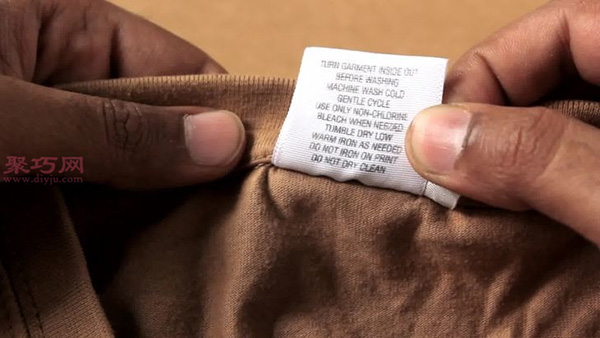 TURN GARMENT INSIDE OUT
BEFORE WASHING
MACHINE WASH COLD
GENTLE CYCLE
USE ONLY NON-CHLORINE
BLEACH WHEN NEEDED
TUMBLE DRY LOW
WARM IRON AS NEEDED
DO NOT IRON ON PRINT
DO NOT DRY CLEAN
聚巧网
www.diyju.com